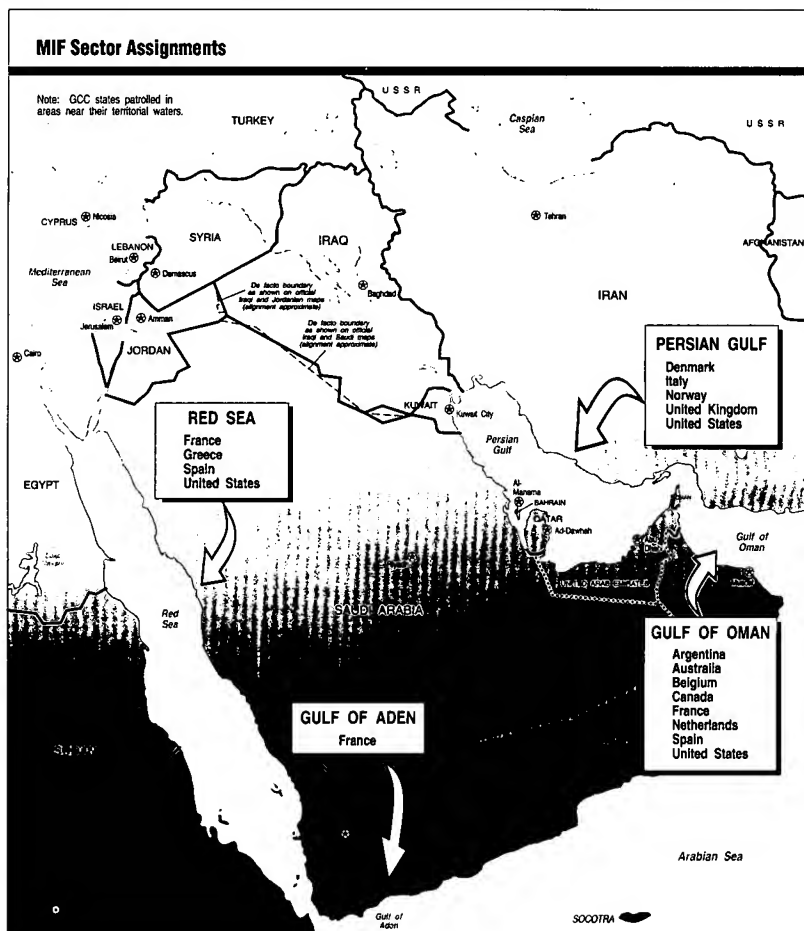 MIF Sector Assignments
Note: GCC states patrolled in
areas near their territorial waters.
USSR
Caspian
Sea
USSR
TURKEY
CYPRUS
Nicosia
Tehran
LEBANON
Beirut
SYRIA
IRAQ
AFGHANISTAN
Mediterranean
Sea
Damascus
Baghdad
IRAN
De facto boundary
as shown on official
Iraqi and Jordanian maps
(alignment approximate)
ISRAEL
Jerusalem
Amman
De facto boundary
as shown on official
Iraqi and Saudi maps
(alignment approximate)
JORDAN
Cairo
PERSIAN GULF
Denmark
Italy
Norway
United Kingdom
United States
KUWAIT
Kuwait City
RED SEA
France
Greece
Spain
United States
Persian
Gulf
EGYPT
Al-
Manama
BAHRAIN
QATAR
Ad-Dawhah
OMAN
Gulf of
Oman
UNITED ARAB EMIRATES
Red
Sea
SAUDI ARABIA
GULF OF OMAN
Argentina
Australia
Belgium
Canada
France
Netherlands
Spain
United States
GULF OF ADEN
France
SUDAN
Arabian Sea
Gulf of
Aden
SOCOTRA